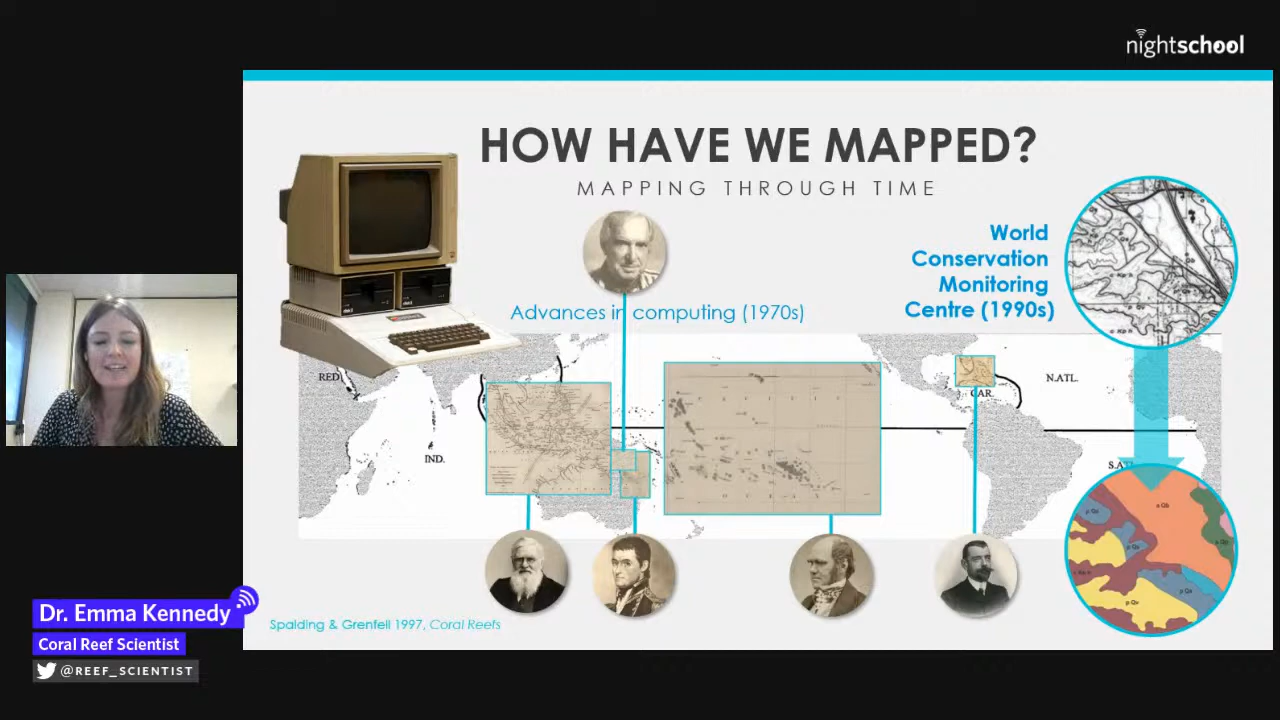 nightschool
HOW HAVE WE MAPPED?
MAPPING THROUGH TIME
World
Conservation
Monitoring
Centre (1990s)
Advances in computing (1970s)
RED
IND.
CAR.
N.ATL.
Dr. Emma Kennedy
Coral Reef Scientist
@REEF_SCIENTIST
Spalding & Grenfell 1997, Coral Reefs